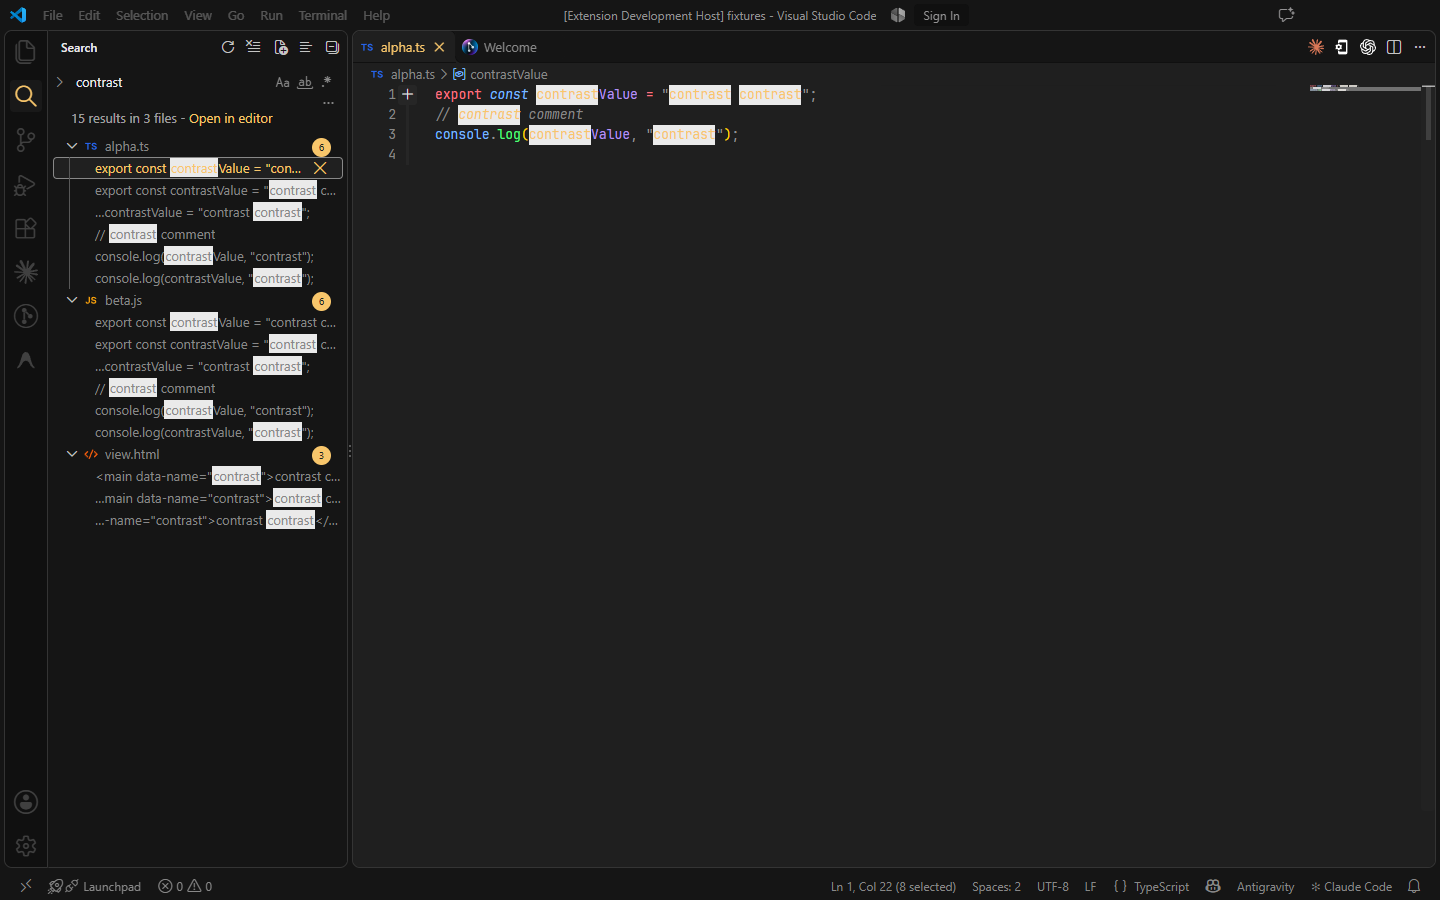 File Edit Selection View Go Run Terminal Help
[Extension Development Host] fixtures - Visual Studio Code
Sign In
Search
contrast
Aa ab .*
15 results in 3 files - Open in editor
TS alpha.ts 6
export const contrastValue = "con...
export const contrastValue = "contrast c...
...contrastValue = "contrast contrast";
// contrast comment
console.log(contrastValue, "contrast");
console.log(contrastValue, "contrast");
JS beta.js 6
export const contrastValue = "contrast c...
export const contrastValue = "contrast c...
...contrastValue = "contrast contrast";
// contrast comment
console.log(contrastValue, "contrast");
console.log(contrastValue, "contrast");
</> view.html 3
<main data-name="contrast">contrast c...
...main data-name="contrast">contrast c...
...-name="contrast">contrast contrast</...
TS alpha.ts Welcome
TS alpha.ts > contrastValue
1 export const contrastValue = "contrast contrast";
2 // contrast comment
3 console.log(contrastValue, "contrast");
4
Launchpad 0 0
Ln 1, Col 22 (8 selected) Spaces: 2 UTF-8 LF { } TypeScript Antigravity Claude Code